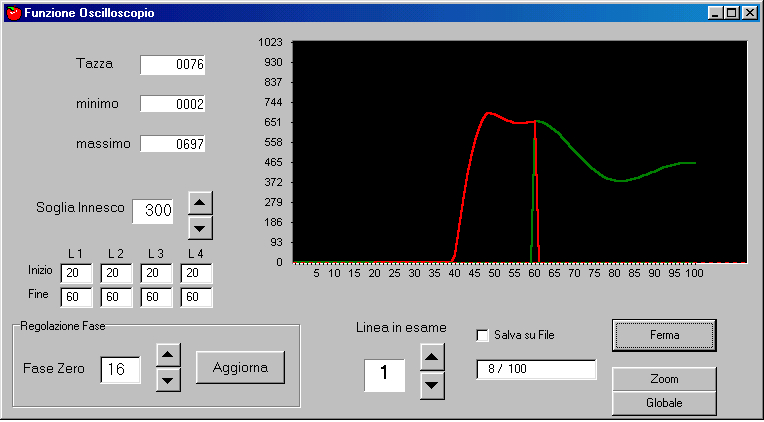 Funzione Oscilloscopio
Tazza 0076
minimo 0002
massimo 0697
Soglia Innesco 300
L 1 L 2 L 3 L 4
Inizio 20 20 20 20
Fine 60 60 60 60
Regolazione Fase
Fase Zero 16 Aggiorna
1023
930
837
744
651
558
465
372
279
186
93
0
5 10 15 20 25 30 35 40 45 50 55 60 65 70 75 80 85 90 95 100
Linea in esame
1
Salva su File
8 / 100
Ferma
Zoom
Globale